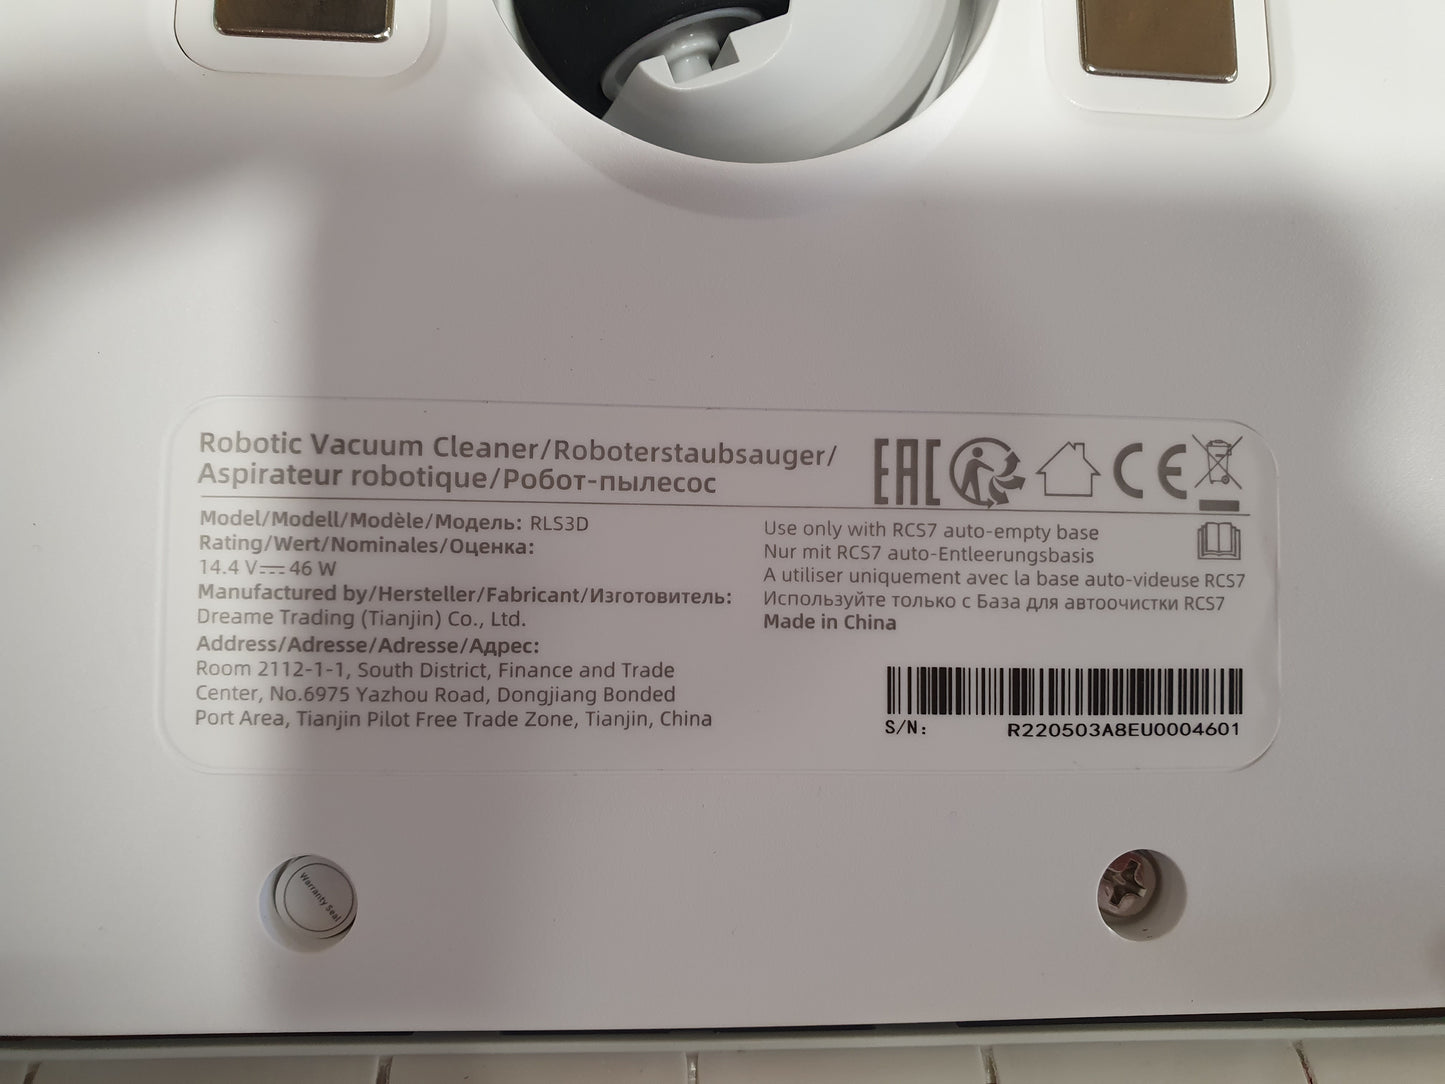 Robotic Vacuum Cleaner/Roboterstaubsauger/
Aspirateur robotique/Робот-пылесос
EAC
CE
Model/Modell/Modèle/Модель: RLS3D
Rating/Wert/Nominales/Оценка:
14.4 V⎓46 W
Manufactured by/Hersteller/Fabricant/Изготовитель:
Dreame Trading (Tianjin) Co., Ltd.
Address/Adresse/Adresse/Адрес:
Room 2112-1-1, South District, Finance and Trade
Center, No.6975 Yazhou Road, Dongjiang Bonded
Port Area, Tianjin Pilot Free Trade Zone, Tianjin, China
Use only with RCS7 auto-empty base
Nur mit RCS7 auto-Entleerungsbasis
A utiliser uniquement avec la base auto-videuse RCS7
Используйте только с База для автоочистки RCS7
Made in China
S/N: R220503A8EU0004601
Warranty Seal